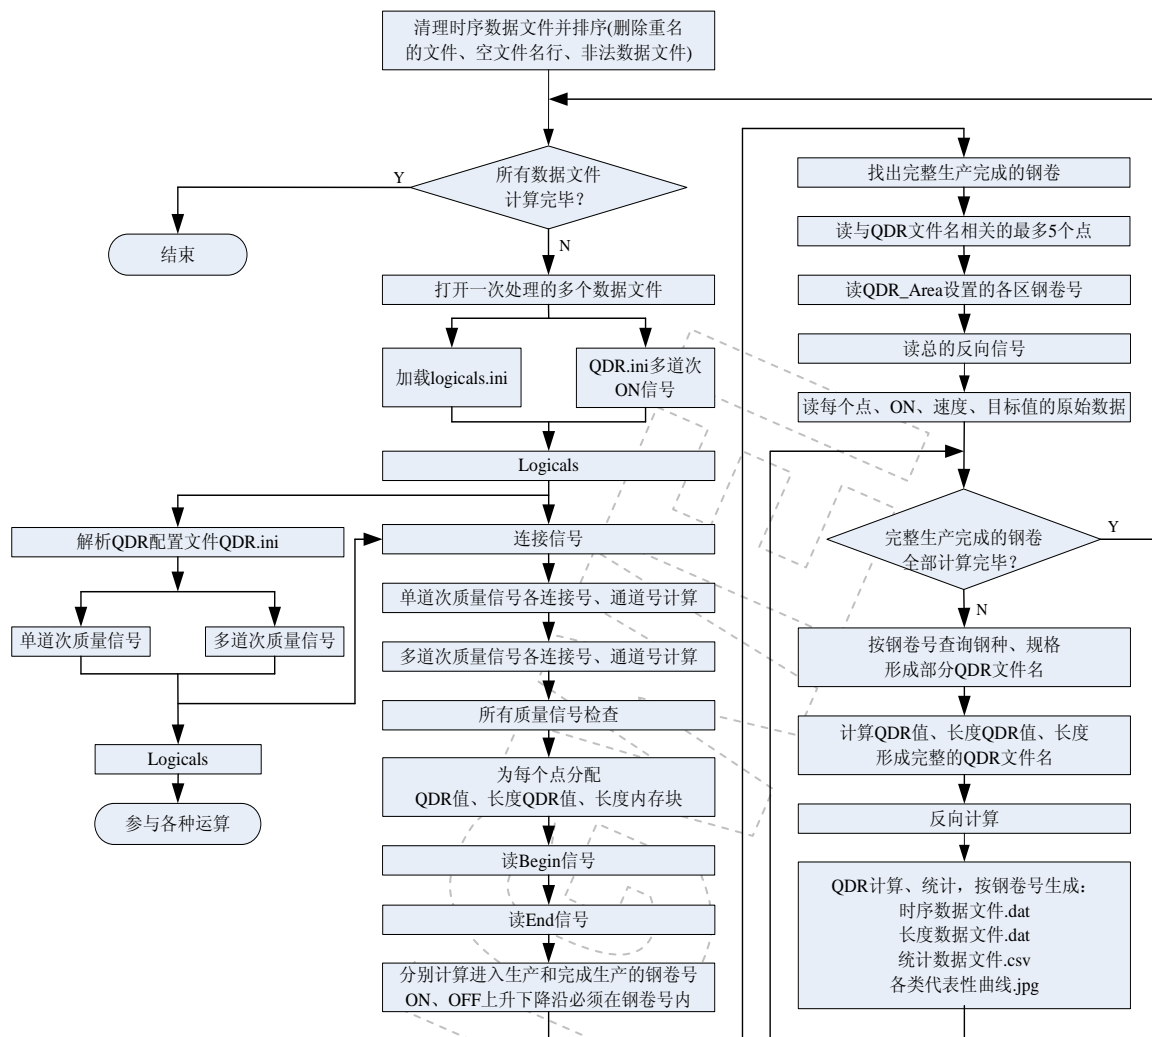 清理时序数据文件并排序(删除重名
的文件、空文件名行、非法数据文件)
所有数据文件
计算完毕?
Y
N
结束
打开一次处理的多个数据文件
加载logicals.ini
QDR.ini多道次
ON信号
Logicals
解析QDR配置文件QDR.ini
单道次质量信号
多道次质量信号
Logicals
参与各种运算
连接信号
单道次质量信号各连接号、通道号计算
多道次质量信号各连接号、通道号计算
所有质量信号检查
为每个点分配
QDR值、长度QDR值、长度内存块
读Begin信号
读End信号
分别计算进入生产和完成生产的钢卷号
ON、OFF上升下降沿必须在钢卷号内
找出完整生产完成的钢卷
读与QDR文件名相关的最多5个点
读QDR_Area设置的各区钢卷号
读总的反向信号
读每个点、ON、速度、目标值的原始数据
完整生产完成的钢卷
全部计算完毕?
Y
N
按钢卷号查询钢种、规格
形成部分QDR文件名
计算QDR值、长度QDR值、长度
形成完整的QDR文件名
反向计算
QDR计算、统计，按钢卷号生成：
时序数据文件.dat
长度数据文件.dat
统计数据文件.csv
各类代表性曲线.jpg